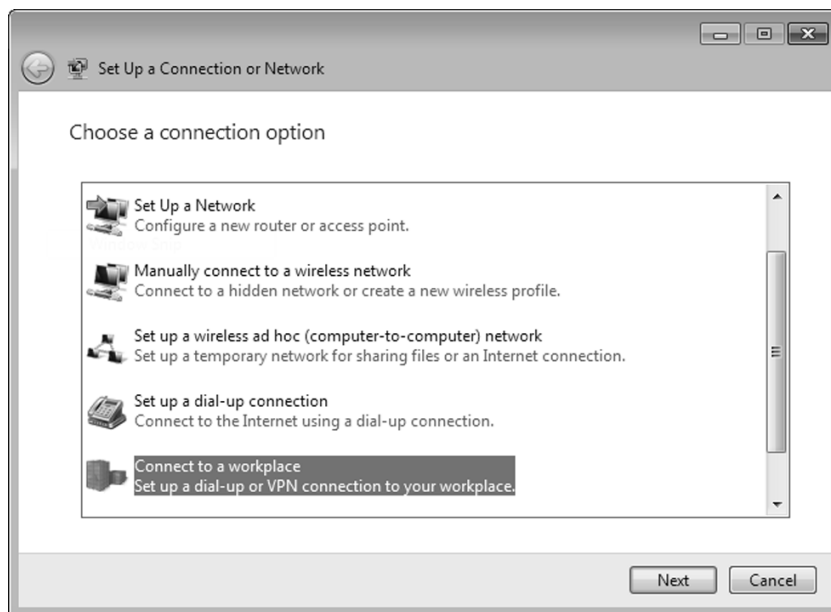 Set Up a Connection or Network
Choose a connection option
Set Up a Network
Configure a new router or access point.
Manually connect to a wireless network
Connect to a hidden network or create a new wireless profile.
Set up a wireless ad hoc (computer-to-computer) network
Set up a temporary network for sharing files or an Internet connection.
Set up a dial-up connection
Connect to the Internet using a dial-up connection.
Connect to a workplace
Set up a dial-up or VPN connection to your workplace.
Next Cancel